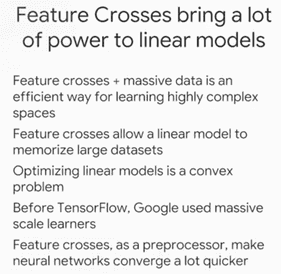 Feature Crosses bring a lot
of power to linear models
Feature crosses + massive data is an
efficient way for learning highly complex
spaces
Feature crosses allow a linear model to
memorize large datasets
Optimizing linear models is a convex
problem
Before TensorFlow, Google used massive
scale learners
Feature crosses, as a preprocessor, make
neural networks converge a lot quicker